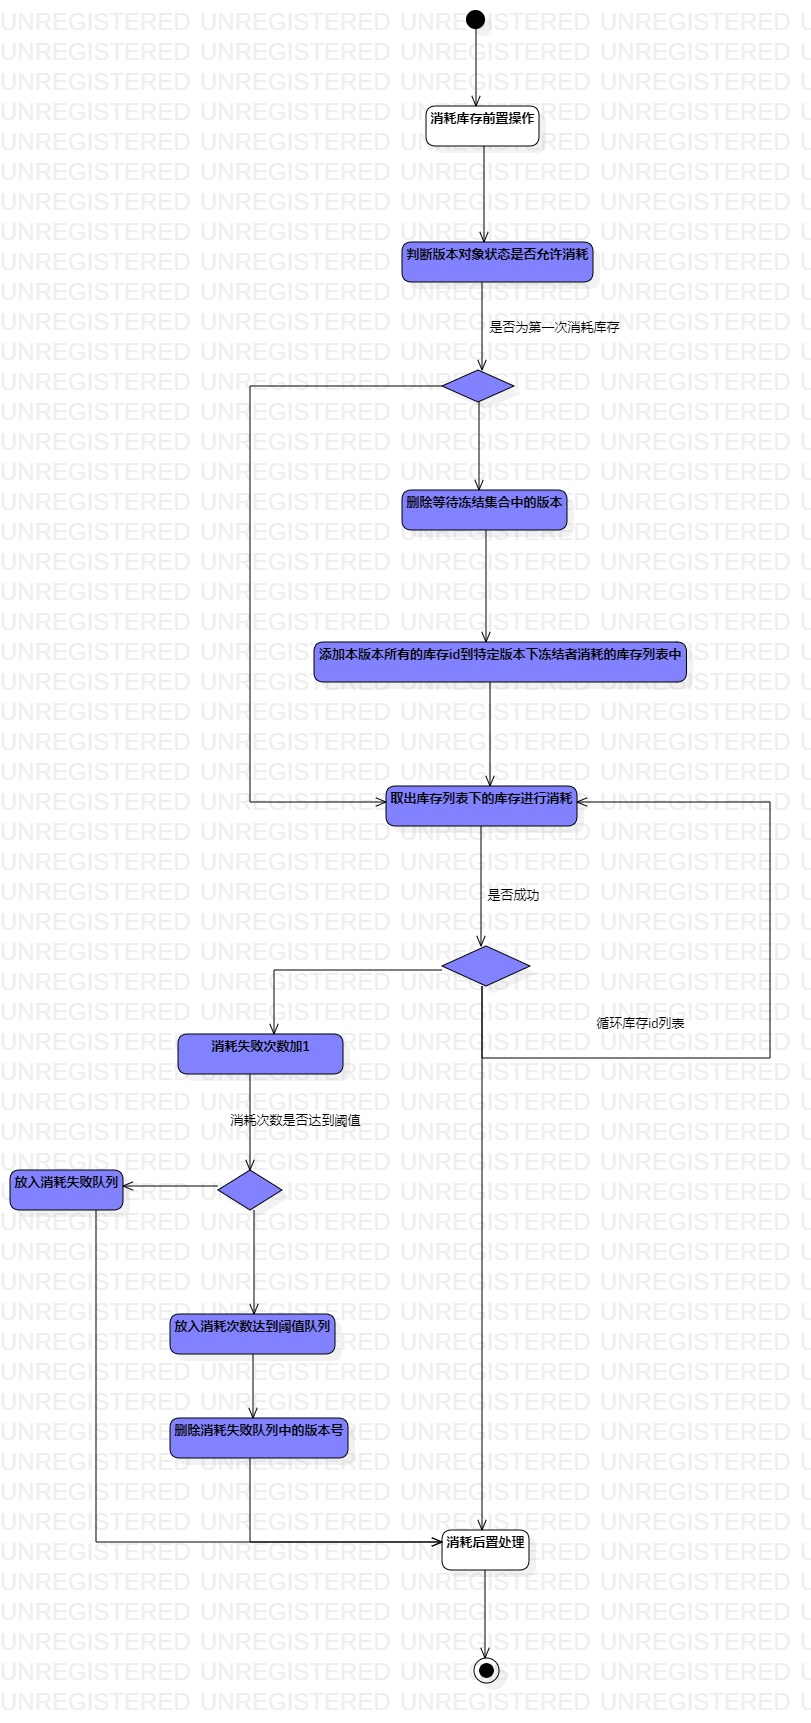 消耗库存前置操作
判断版本对象状态是否允许消耗
是否为第一次消耗库存
删除等待冻结集合中的版本
添加本版本所有的库存id到特定版本下冻结者消耗的库存列表中
取出库存列表下的库存进行消耗
是否成功
循环库存id列表
消耗失败次数加1
消耗次数是否达到阈值
放入消耗失败队列
放入消耗次数达到阈值队列
删除消耗失败队列中的版本号
消耗后置处理
UNREGISTERED